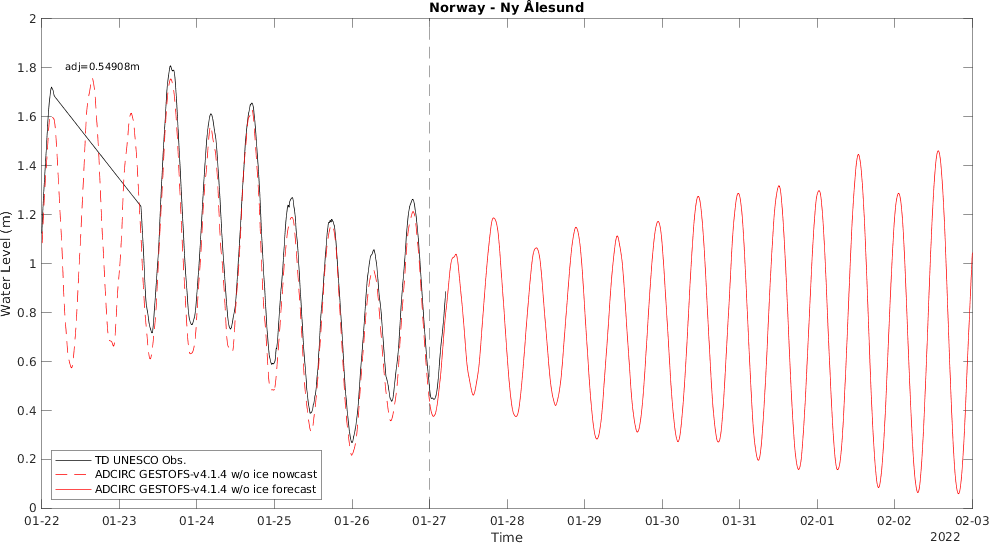 Norway - Ny Ålesund
adj=0.54908m
2
1.8
1.6
1.4
1.2
1
0.8
0.6
0.4
0.2
0
Water Level (m)
TD UNESCO Obs.
ADCIRC GESTOFS-v4.1.4 w/o ice nowcast
ADCIRC GESTOFS-v4.1.4 w/o ice forecast
01-22 01-23 01-24 01-25 01-26 01-27 01-28 01-29 01-30 01-31 02-01 02-02 02-03
Time
2022